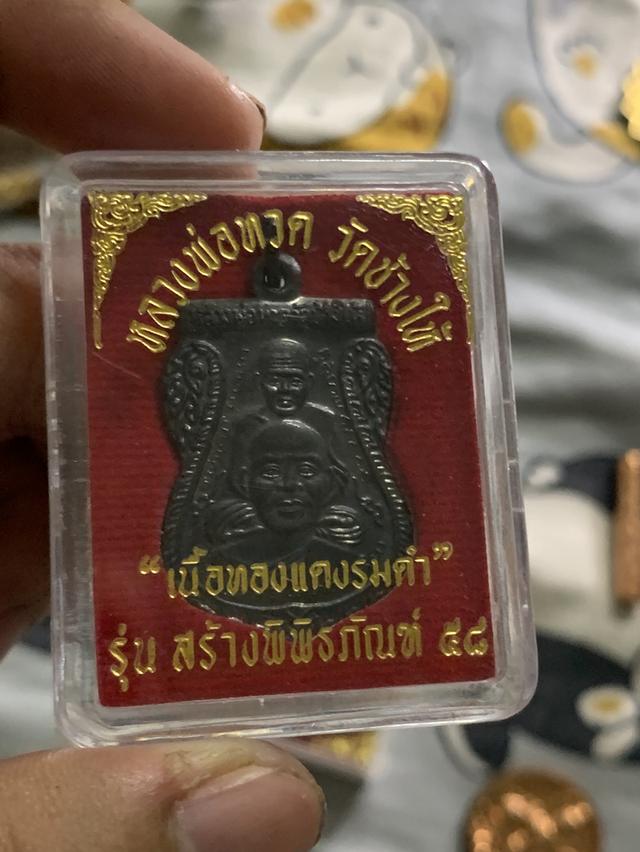 หลวงพ่อทวด วัดช้างให้
"เนื้อทองแดงรมดำ"
รุ่น สร้างพิพิธภัณฑ์ ๕๘